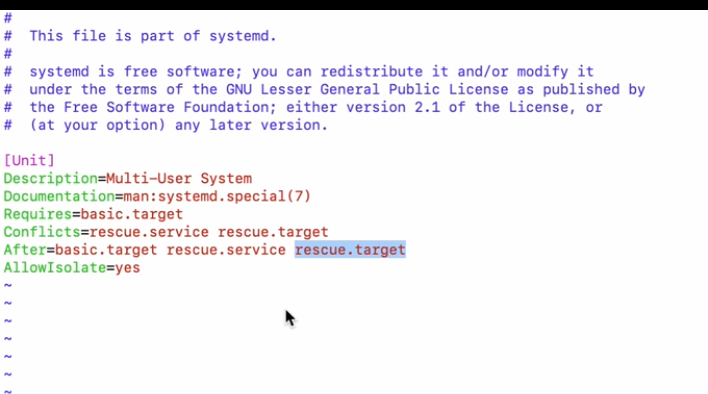 #
#  This file is part of systemd.
#
#  systemd is free software; you can redistribute it and/or modify it
#  under the terms of the GNU Lesser General Public License as published by
#  the Free Software Foundation; either version 2.1 of the License, or
#  (at your option) any later version.

[Unit]
Description=Multi-User System
Documentation=man:systemd.special(7)
Requires=basic.target
Conflicts=rescue.service rescue.target
After=basic.target rescue.service rescue.target
AllowIsolate=yes
~
~
~
~
~
~
~